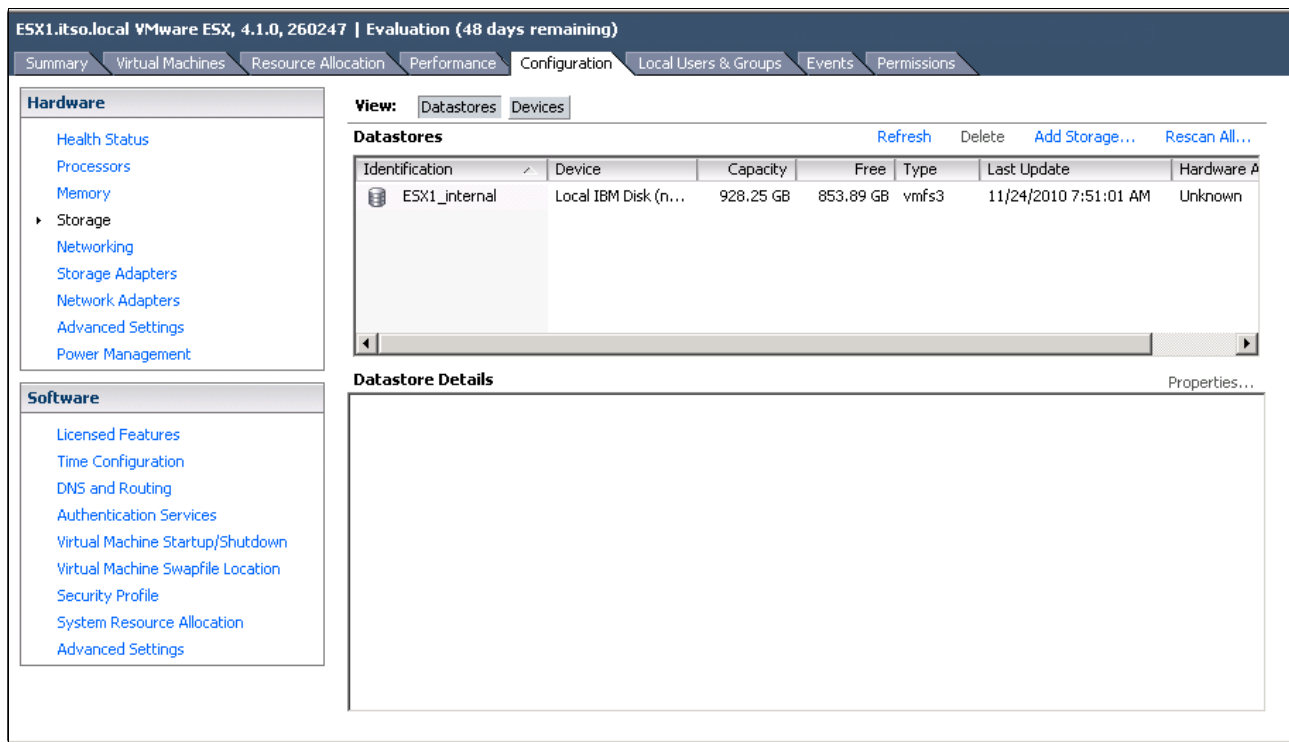 ESX1.itso.local VMware ESX, 4.1.0, 260247 | Evaluation (48 days remaining)
Summary Virtual Machines Resource Allocation Performance Configuration Local Users & Groups Events Permissions
Hardware
Health Status
Processors
Memory
Storage
Networking
Storage Adapters
Network Adapters
Advanced Settings
Power Management
Software
Licensed Features
Time Configuration
DNS and Routing
Authentication Services
Virtual Machine Startup/Shutdown
Virtual Machine Swapfile Location
Security Profile
System Resource Allocation
Advanced Settings
View: Datastores Devices
Datastores Refresh Delete Add Storage... Rescan All...
Identification Device Capacity Free Type Last Update Hardware A
ESX1_internal Local IBM Disk (n... 928.25 GB 853.89 GB vmfs3 11/24/2010 7:51:01 AM Unknown
Datastore Details Properties...